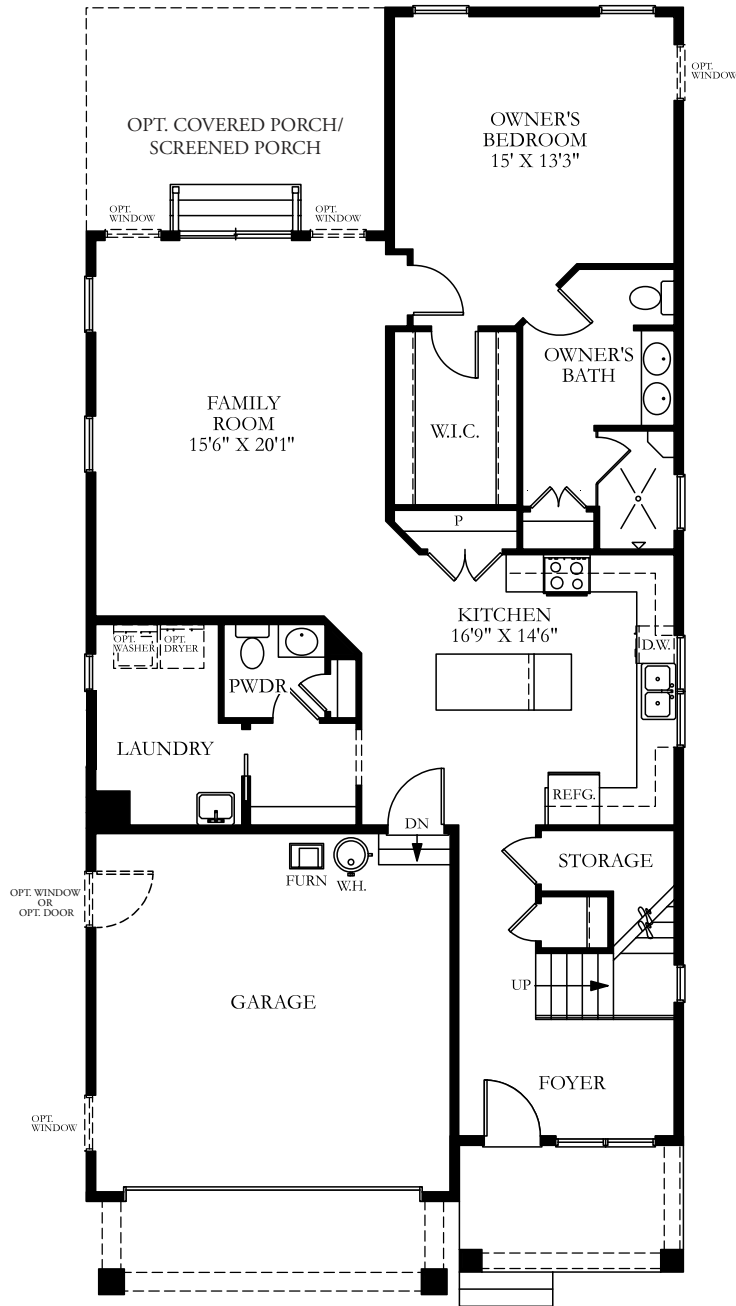 OPT.
WINDOW
OWNER'S
BEDROOM
15' X 13'3"
OPT. COVERED PORCH/
SCREENED PORCH
OPT.
WINDOW
OPT.
WINDOW
OWNER'S
BATH
FAMILY
ROOM
15'6" X 20'1"
W.I.C.
P
KITCHEN
16'9" X 14'6"
OPT.
WASHER
OPT.
DRYER
D.W.
PWDR
LAUNDRY
REFG.
DN
STORAGE
FURN
W.H.
OPT. WINDOW
OR
OPT. DOOR
UP
GARAGE
FOYER
OPT.
WINDOW